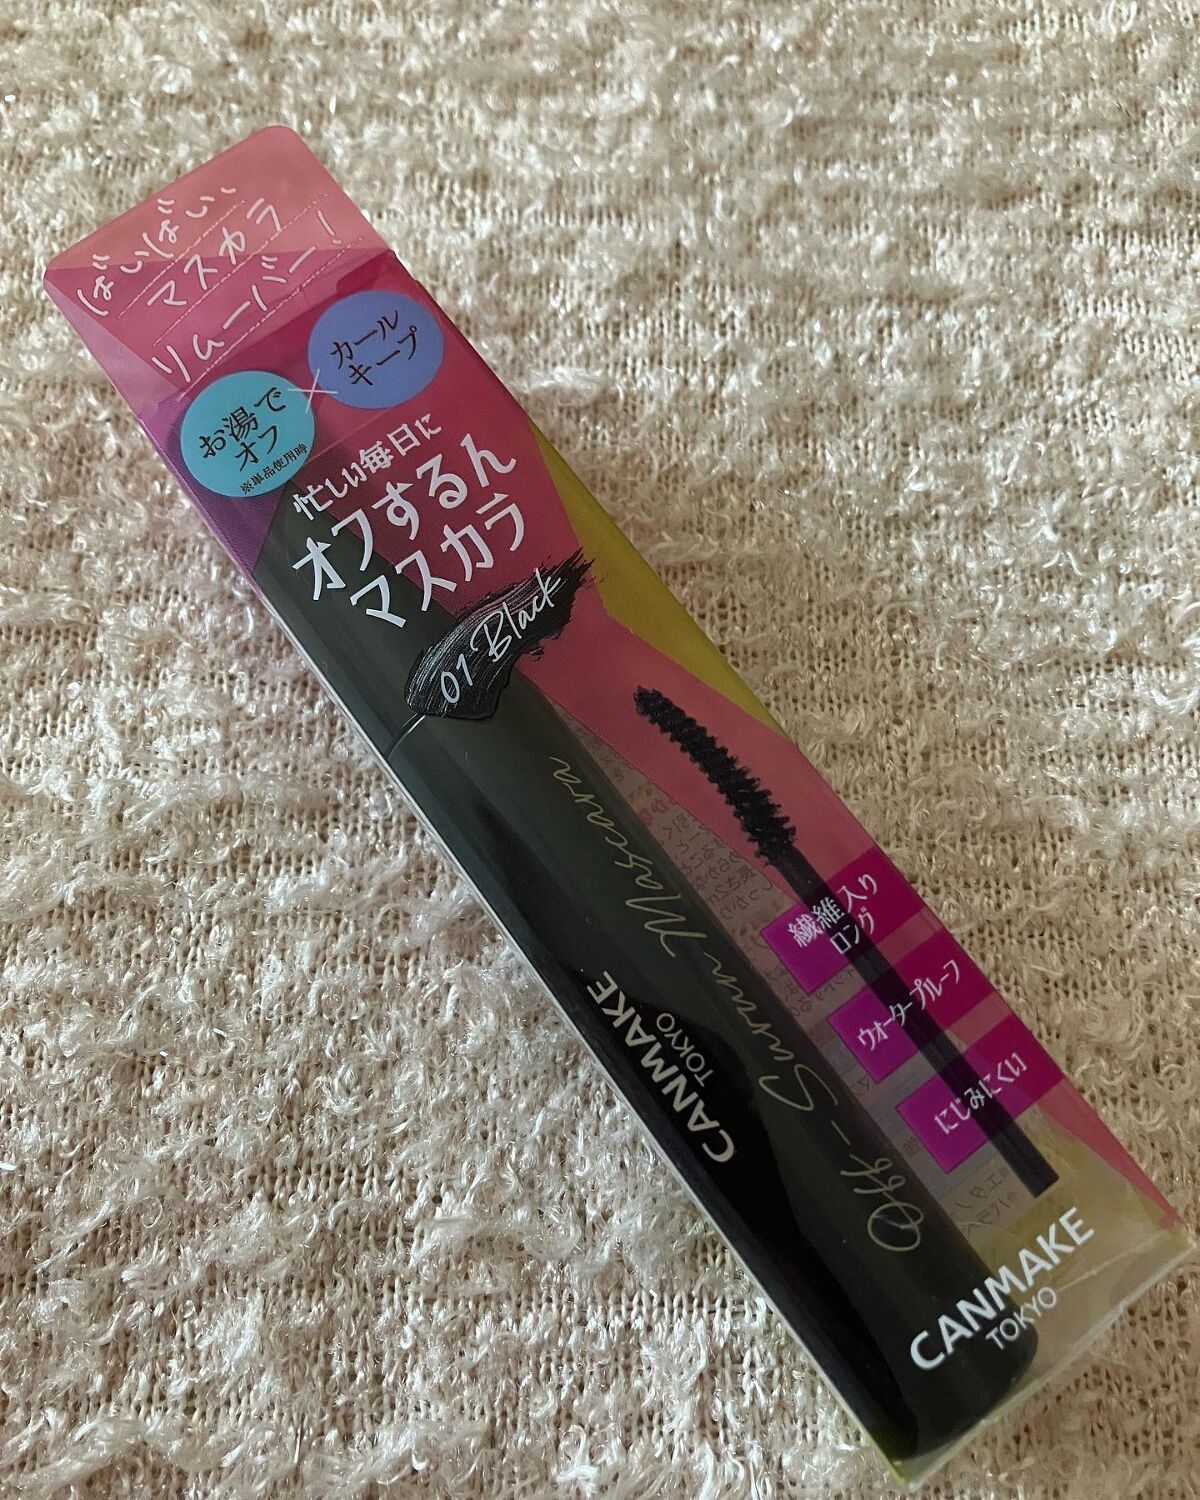 ばいばい
マスカラ
リムーバー!
お湯で
オフ
※単品使用時
×
カール
キープ
忙しい毎日に
オフするん
マスカラ
01 Black
Off-Sururun Mascara
CANMAKE
TOKYO
繊維入り
ロング
ウォータープルーフ
にじみにくい
CANMAKE
TOKYO